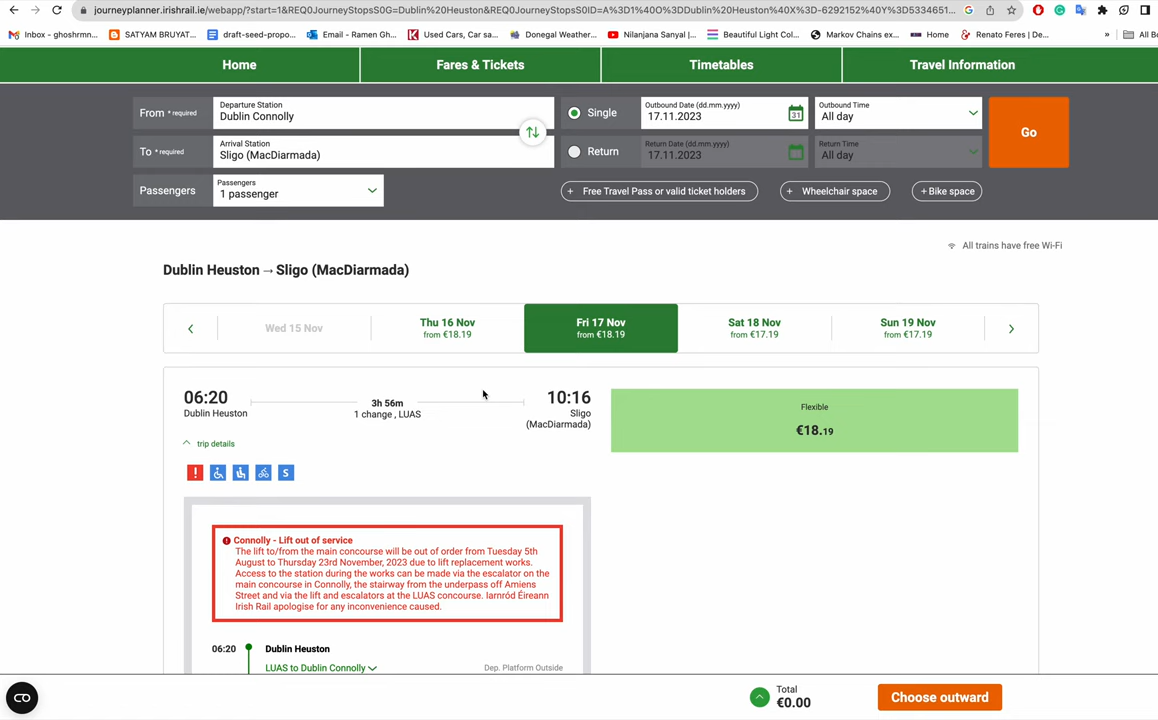 journeyplanner.irishrail.ie/webapp/?start=1&REQ0JourneyStopsS0G=Dublin%20Heuston&REQ0JourneyStopsS0ID=A%3D1%40O%3DDublin%20Heuston%40X%3D-6292152%40Y%3D5334651...
Inbox - ghoshrmn...
SATYAM BRUYAT...
draft-seed-propo...
Email - Ramen Gh...
Used Cars, Car sa...
Donegal Weather...
Nilanjana Sanyal |...
Beautiful Light Col...
Markov Chains ex...
Home
Renato Feres | De...
»
All Bo
Home
Fares & Tickets
Timetables
Travel Information
From * required
Departure Station
Dublin Connolly
Single
Outbound Date (dd.mm.yyyy)
17.11.2023
31
Outbound Time
All day
Go
To * required
Arrival Station
Sligo (MacDiarmada)
Return
Return Date (dd.mm.yyyy)
17.11.2023
Return Time
All day
Passengers
Passengers
1 passenger
+ Free Travel Pass or valid ticket holders
+ Wheelchair space
+ Bike space
All trains have free Wi-Fi
Dublin Heuston → Sligo (MacDiarmada)
Wed 15 Nov
Thu 16 Nov
from €18.19
Fri 17 Nov
from €18.19
Sat 18 Nov
from €17.19
Sun 19 Nov
from €17.19
06:20
Dublin Heuston
3h 56m
1 change , LUAS
10:16
Sligo
(MacDiarmada)
Flexible
€18.19
trip details
! S
Connolly - Lift out of service
The lift to/from the main concourse will be out of order from Tuesday 5th
August to Thursday 23rd November, 2023 due to lift replacement works.
Access to the station during the works can be made via the escalator on the
main concourse in Connolly, the stairway from the underpass off Amiens
Street and via the lift and escalators at the LUAS concourse. Iarnród Éireann
Irish Rail apologise for any inconvenience caused.
06:20
Dublin Heuston
LUAS to Dublin Connolly
Dep. Platform Outside
Total
€0.00
Choose outward